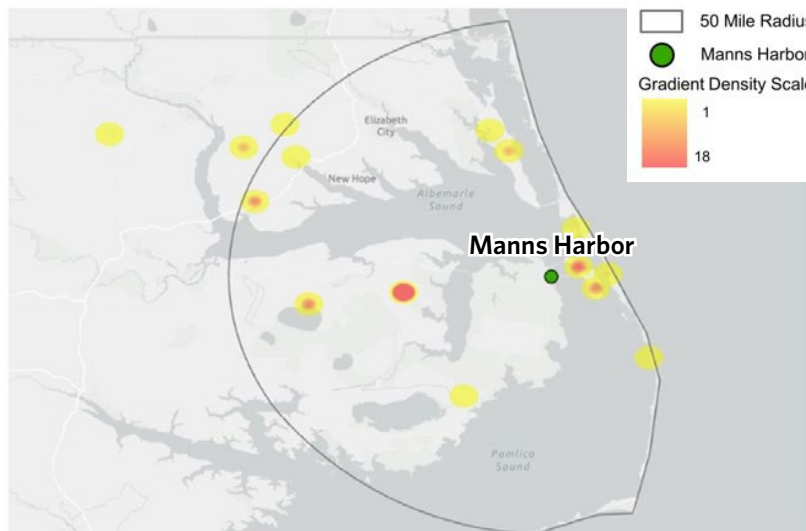 50 Mile Radius
Manns Harbor
Gradient Density Scale
1
18
Elizabeth
City
New Hope
Albemarle
Sound
Manns Harbor
Pamlico
Sound